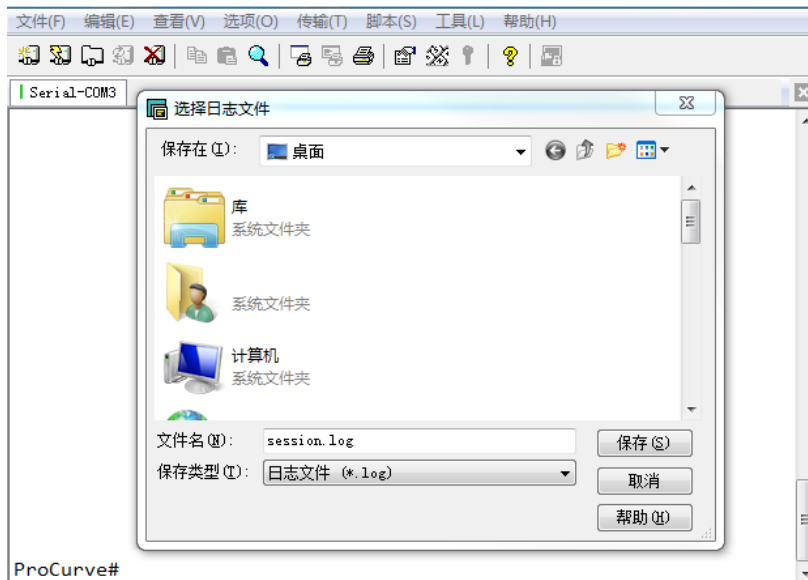 文件(F) 编辑(E) 查看(V) 选项(O) 传输(T) 脚本(S) 工具(L) 帮助(H)
Serial-COM3
选择日志文件
保存在(I): 桌面
库
系统文件夹
系统文件夹
计算机
系统文件夹
文件名(N): session.log
保存(S)
保存类型(T): 日志文件 (*.log)
取消
帮助(H)
ProCurve#